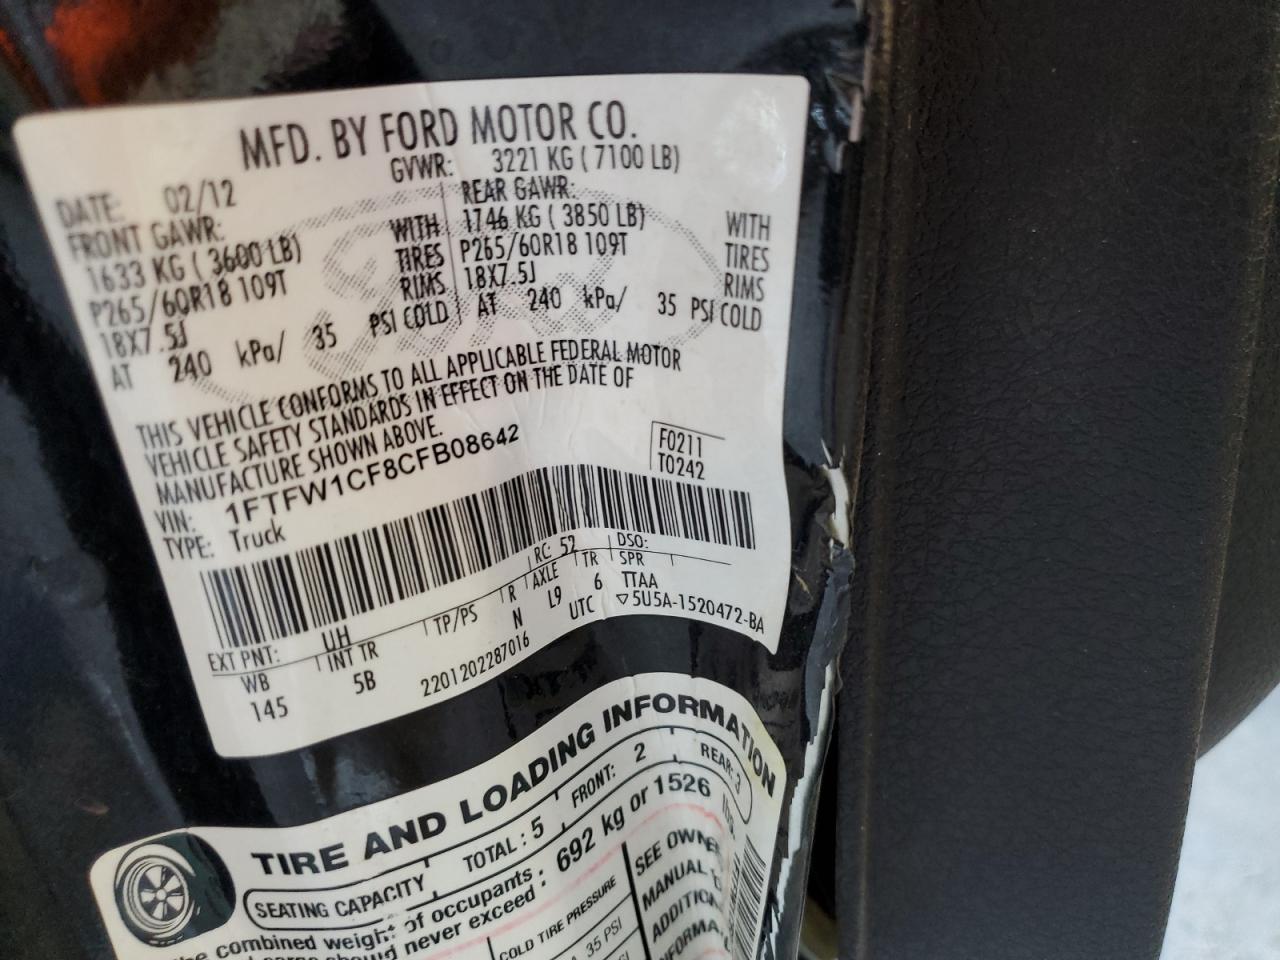 MFD. BY FORD MOTOR CO.
DATE: 02/12 GVWR: 3221 KG ( 7100 LB)
FRONT GAWR: REAR GAWR:
1633 KG ( 3600 LB) WITH 1746 KG ( 3850 LB) WITH
P265/60R18 109T TIRES P265/60R18 109T TIRES
18X7.5J RIMS 18X7.5J RIMS
AT 240 kPa/ 35 PSI COLD AT 240 kPa/ 35 PSI COLD
THIS VEHICLE CONFORMS TO ALL APPLICABLE FEDERAL MOTOR
VEHICLE SAFETY STANDARDS IN EFFECT ON THE DATE OF
MANUFACTURE SHOWN ABOVE.
VIN: 1FTFW1CF8CFB08642 F0211
TYPE: Truck T0242
EXT PNT: UH RC: 52 DSO:
WB INT TR TP/PS R AXLE TR SPR
145 5B N L9 6 TTAA
2201202287016 UTC ▽5U5A-1520472-BA
TIRE AND LOADING INFORMATION
SEATING CAPACITY TOTAL : 5 FRONT: 2 REAR: 3
combined weight of occupants : 692 kg or 1526
should never exceed :
COLD TIRE PRESSURE SEE OWNER
35 PSI MANUAL